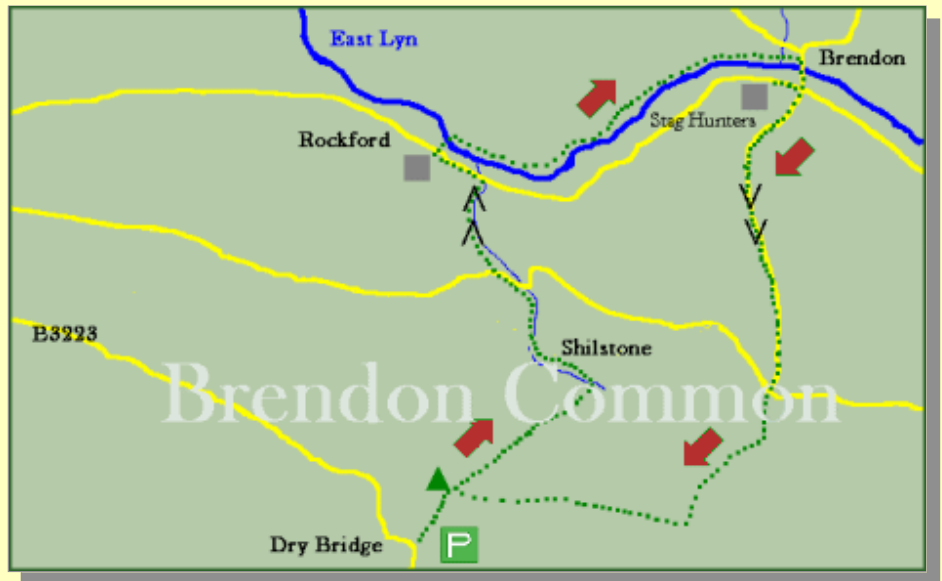 East Lyn
Brendon
Stag Hunters
Rockford
B3223
Shilstone
Brendon Common
Dry Bridge
P